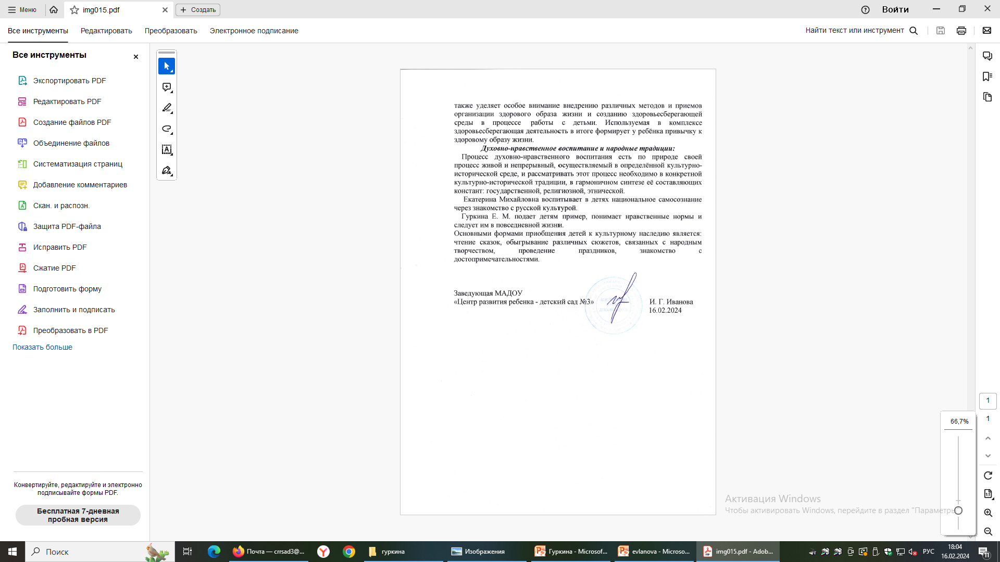 Меню
img015.pdf
Создать
Войти
Все инструменты
Редактировать
Преобразовать
Электронное подписание
Найти текст или инструмент
Все инструменты
Экспортировать PDF
Редактировать PDF
Создание файлов PDF
Объединение файлов
Систематизация страниц
Добавление комментариев
Скан. и распозн.
Защита PDF-файла
Исправить PDF
Сжатие PDF
Подготовить форму
Заполнить и подписать
Преобразовать в PDF
Показать больше
Конвертируйте, редактируйте и электронно
подписывайте формы PDF.
Бесплатная 7-дневная
пробная версия
также уделяет особое внимание внедрению различных методов и приемов
организации здорового образа жизни и созданию здоровьесберегающей
среды в процессе работы с детьми. Используемая в комплексе
здоровьесберегающая деятельность в итоге формирует у ребёнка привычку к
здоровому образу жизни.
Духовно-нравственное воспитание и народные традиции:
Процесс духовно-нравственного воспитания есть по природе своей
процесс живой и непрерывный, осуществляемый в определённой культурно-
исторической среде, и рассматривать этот процесс необходимо в конкретной
культурно-исторической традиции, в гармоничном синтезе её составляющих
констант: государственной, религиозной, этнической.
Екатерина Михайловна воспитывает в детях национальное самосознание
через знакомство с русской культурой.
Гуркина Е. М. подает детям пример, понимает нравственные нормы и
следует им в повседневной жизни.
Основными формами приобщения детей к культурному наследию является:
чтение сказок, обыгрывание различных сюжетов, связанных с народным
творчеством, проведение праздников, знакомство с
достопримечательностями.
Заведующая МАДОУ
«Центр развития ребенка - детский сад №3»
И. Г. Иванова
16.02.2024
1
1
66,7%
Активация Windows
Чтобы активировать Windows, перейдите в раздел "Параметры".
Поиск
Почта — crrsad3@...
гуркина
Изображения
Гуркина - Microsof...
evlanova - Microso...
img015.pdf - Adob...
РУС
18:04
16.02.2024
11